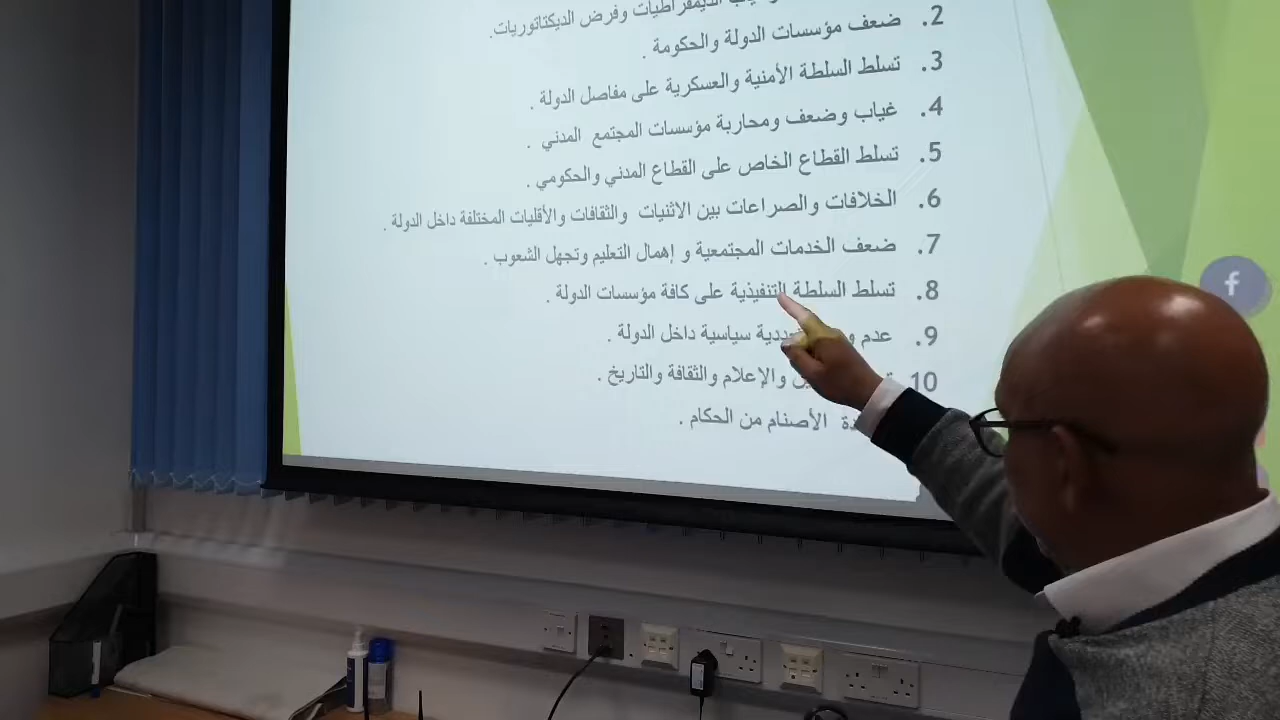 الديمقراطيات وفرض الديكتاتوريات.
2. ضعف مؤسسات الدولة والحكومة .
3. تسلط السلطة الأمنية والعسكرية على مفاصل الدولة .
4. غياب وضعف ومحاربة مؤسسات المجتمع المدني .
5. تسلط القطاع الخاص على القطاع المدني والحكومي .
6. الخلافات والصراعات بين الاثنيات والثقافات والأقليات المختلفة داخل الدولة .
7. ضعف الخدمات المجتمعية و إهمال التعليم وتجهل الشعوب .
8. تسلط السلطة التنفيذية على كافة مؤسسات الدولة .
9. عدم سياسية داخل الدولة .
10 والإعلام والثقافة والتاريخ .
الأصنام من الحكام .
f